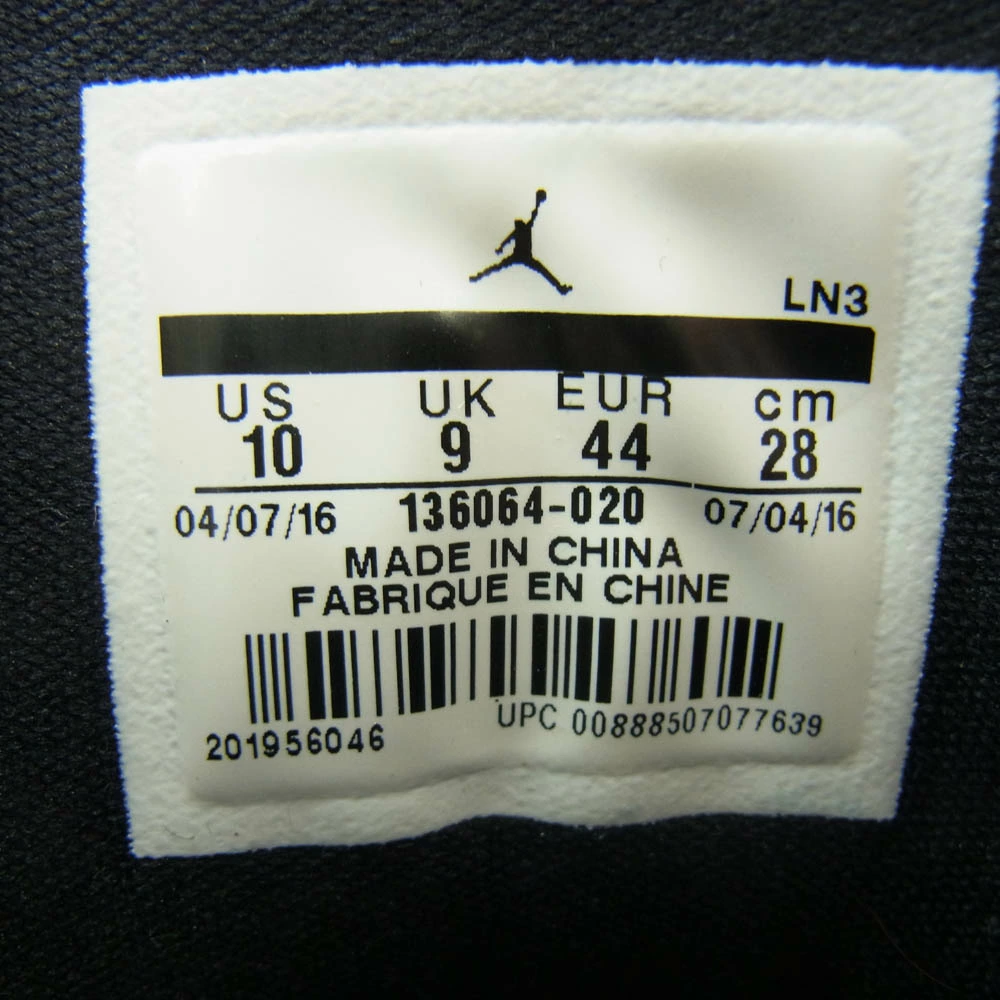 LN3
US UK EUR cm
10 9 44 28
04/07/16 136064-020 07/04/16
MADE IN CHINA
FABRIQUE EN CHINE
201956046 UPC 00888507077639